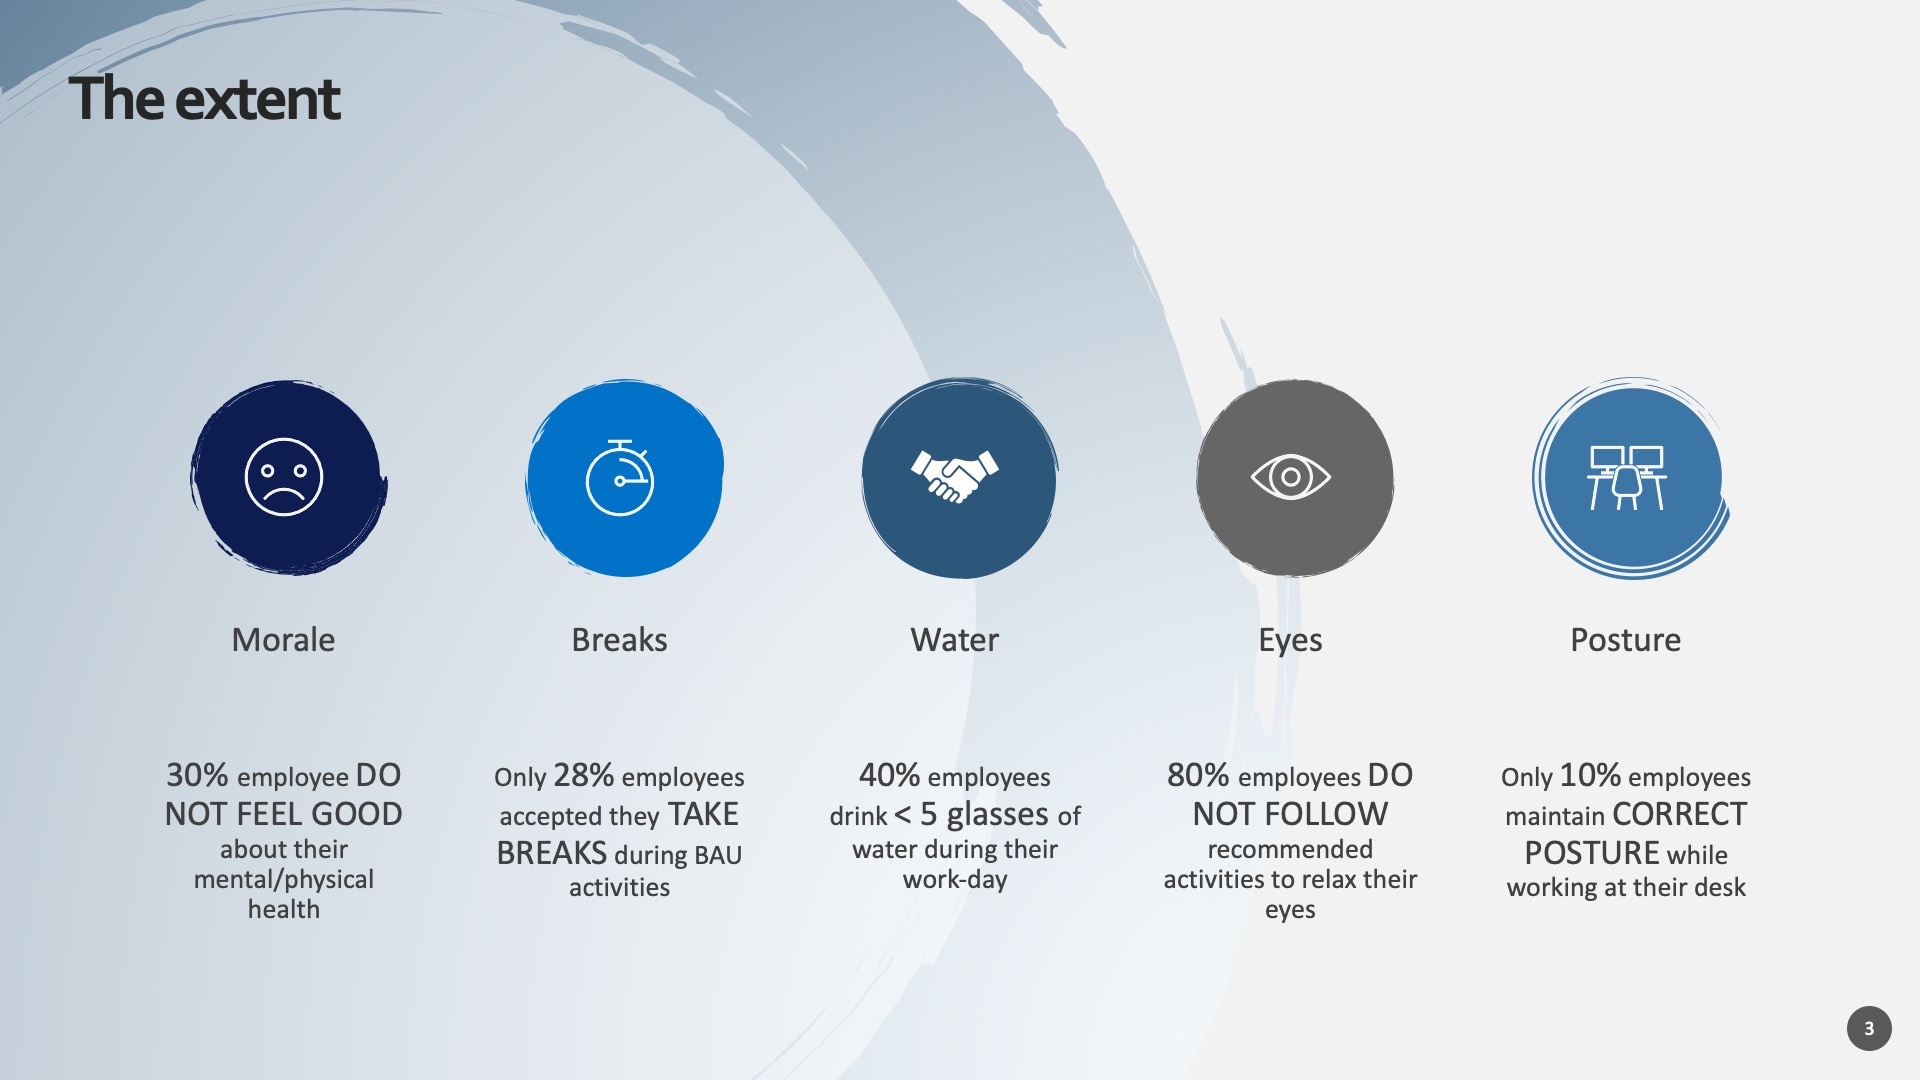 The extent
Morale
Breaks
Water
Eyes
Posture
30% employee DO
NOT FEEL GOOD
about their
mental/physical
health
Only 28% employees
accepted they TAKE
BREAKS during BAU
activities
40% employees
drink < 5 glasses of
water during their
work-day
80% employees DO
NOT FOLLOW
recommended
activities to relax their
eyes
Only 10% employees
maintain CORRECT
POSTURE while
working at their desk
3